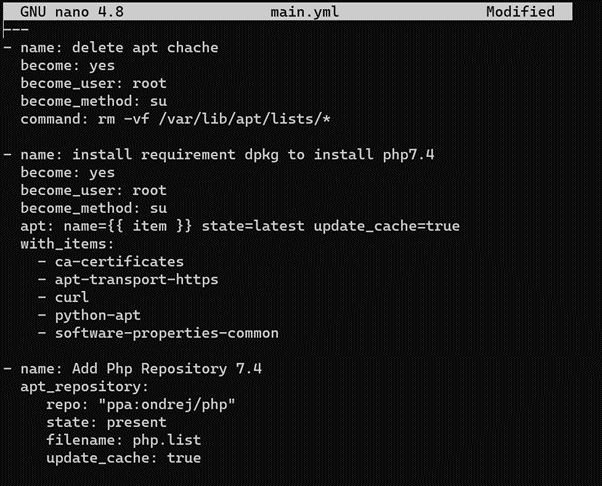 GNU nano 4.8 main.yml Modified
---
- name: delete apt chache
  become: yes
  become_user: root
  become_method: su
  command: rm -vf /var/lib/apt/lists/*

- name: install requirement dpkg to install php7.4
  become: yes
  become_user: root
  become_method: su
  apt: name={{ item }} state=latest update_cache=true
  with_items:
    - ca-certificates
    - apt-transport-https
    - curl
    - python-apt
    - software-properties-common

- name: Add Php Repository 7.4
  apt_repository:
     repo: "ppa:ondrej/php"
     state: present
     filename: php.list
     update_cache: true